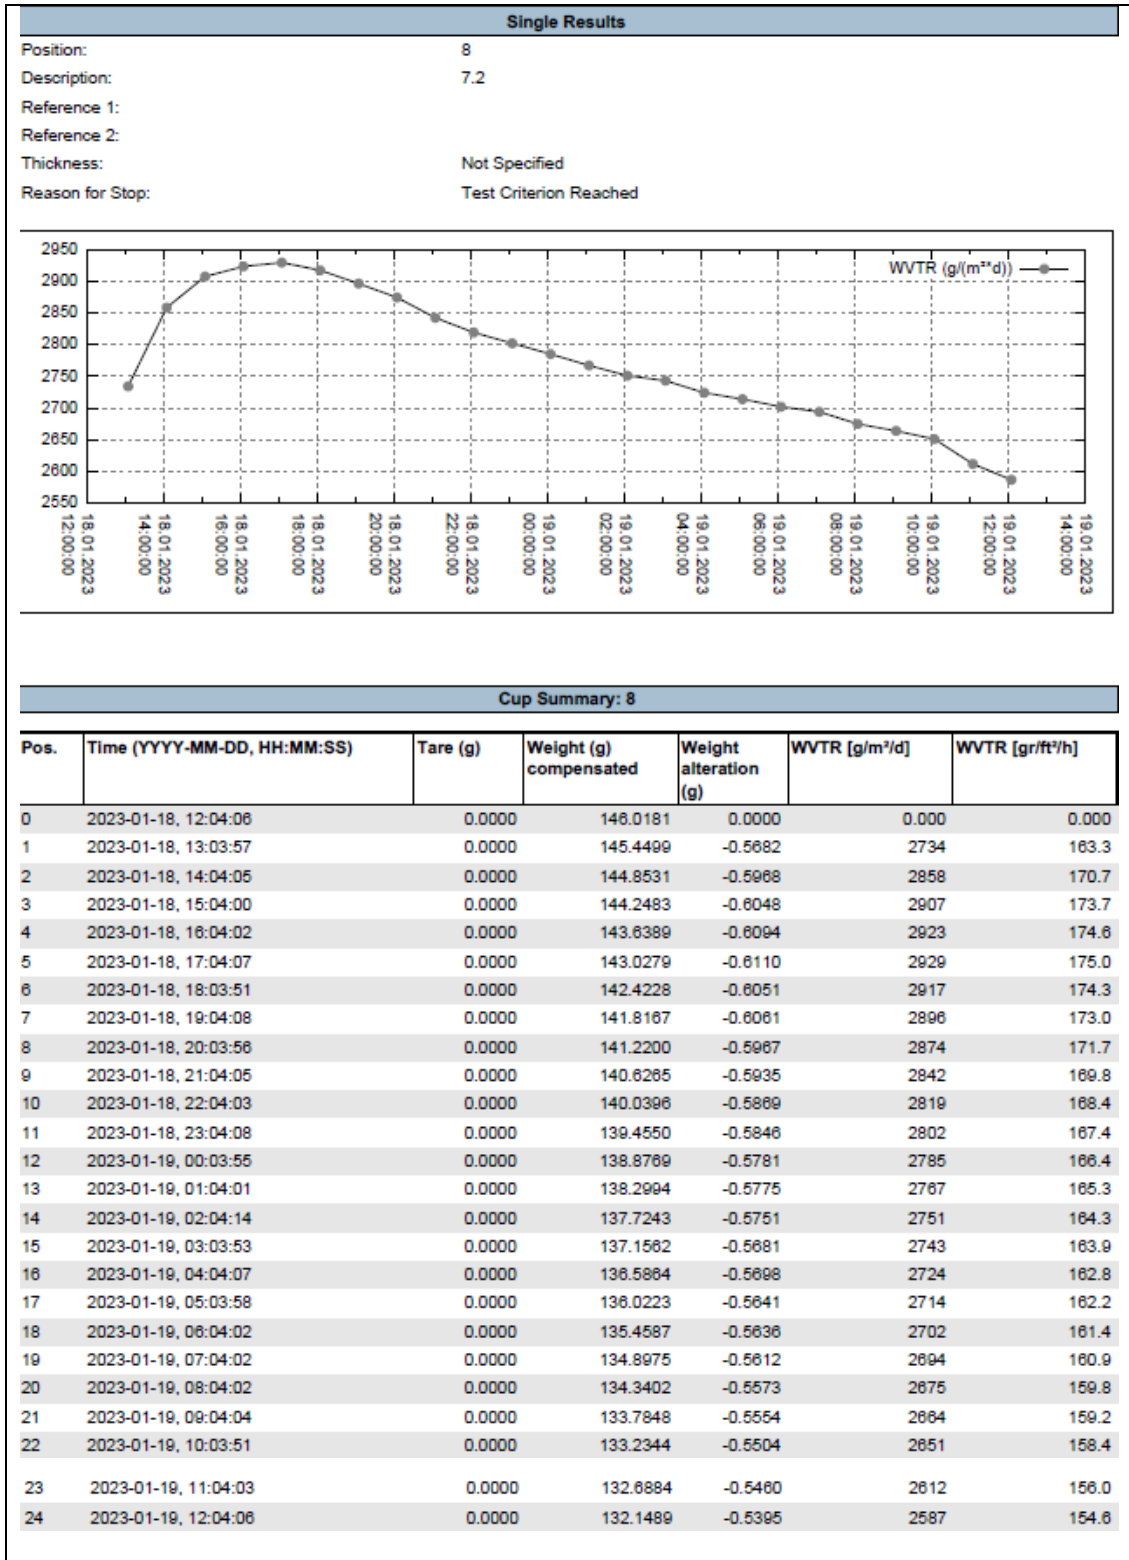 Single Results
Position: 8
Description: 7.2
Reference 1:
Reference 2:
Thickness: Not Specified
Reason for Stop: Test Criterion Reached
WVTR (g/(m²*d))
2950
2900
2850
2800
2750
2700
2650
2600
2550
18.01.2023 12:00:00
18.01.2023 14:00:00
18.01.2023 16:00:00
18.01.2023 18:00:00
18.01.2023 20:00:00
18.01.2023 22:00:00
19.01.2023 00:00:00
19.01.2023 02:00:00
19.01.2023 04:00:00
19.01.2023 06:00:00
19.01.2023 08:00:00
19.01.2023 10:00:00
19.01.2023 12:00:00
19.01.2023 14:00:00
Cup Summary: 8
Pos. Time (YYYY-MM-DD, HH:MM:SS) Tare (g) Weight (g) compensated Weight alteration (g) WVTR [g/m²/d] WVTR [gr/ft²/h]
0 2023-01-18, 12:04:06 0.0000 146.0181 0.0000 0.000 0.000
1 2023-01-18, 13:03:57 0.0000 145.4499 -0.5682 2734 163.3
2 2023-01-18, 14:04:05 0.0000 144.8531 -0.5968 2858 170.7
3 2023-01-18, 15:04:00 0.0000 144.2483 -0.6048 2907 173.7
4 2023-01-18, 16:04:02 0.0000 143.6389 -0.6094 2923 174.6
5 2023-01-18, 17:04:07 0.0000 143.0279 -0.6110 2929 175.0
6 2023-01-18, 18:03:51 0.0000 142.4228 -0.6051 2917 174.3
7 2023-01-18, 19:04:08 0.0000 141.8167 -0.6061 2896 173.0
8 2023-01-18, 20:03:56 0.0000 141.2200 -0.5967 2874 171.7
9 2023-01-18, 21:04:05 0.0000 140.6265 -0.5935 2842 169.8
10 2023-01-18, 22:04:03 0.0000 140.0396 -0.5869 2819 168.4
11 2023-01-18, 23:04:08 0.0000 139.4550 -0.5846 2802 167.4
12 2023-01-19, 00:03:55 0.0000 138.8769 -0.5781 2785 166.4
13 2023-01-19, 01:04:01 0.0000 138.2994 -0.5775 2767 165.3
14 2023-01-19, 02:04:14 0.0000 137.7243 -0.5751 2751 164.3
15 2023-01-19, 03:03:53 0.0000 137.1562 -0.5681 2743 163.9
16 2023-01-19, 04:04:07 0.0000 136.5864 -0.5698 2724 162.8
17 2023-01-19, 05:03:58 0.0000 136.0223 -0.5641 2714 162.2
18 2023-01-19, 06:04:02 0.0000 135.4587 -0.5636 2702 161.4
19 2023-01-19, 07:04:02 0.0000 134.8975 -0.5612 2694 160.9
20 2023-01-19, 08:04:02 0.0000 134.3402 -0.5573 2675 159.8
21 2023-01-19, 09:04:04 0.0000 133.7848 -0.5554 2664 159.2
22 2023-01-19, 10:03:51 0.0000 133.2344 -0.5504 2651 158.4
23 2023-01-19, 11:04:03 0.0000 132.6884 -0.5460 2612 156.0
24 2023-01-19, 12:04:06 0.0000 132.1489 -0.5395 2587 154.6